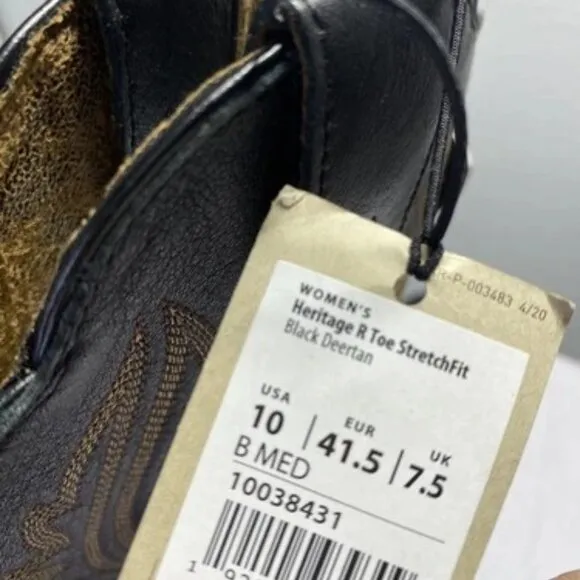 R-P-003483 4/20
WOMEN'S
Heritage R Toe StretchFit
Black Deertan
USA EUR UK
10 | 41.5 | 7.5
B MED
10038431